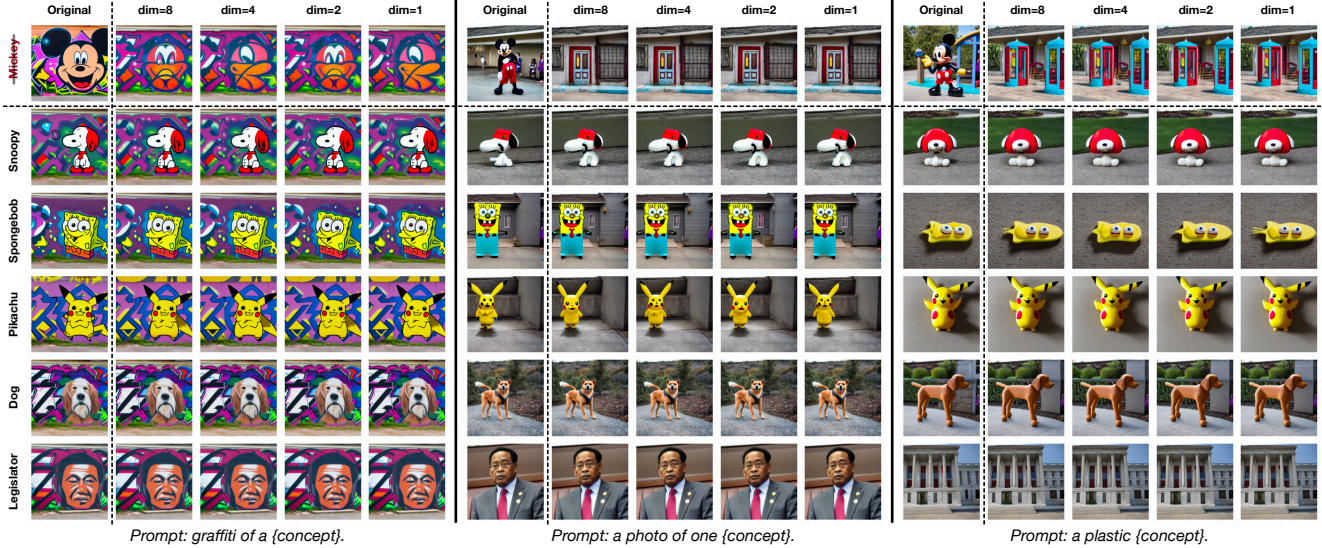 Original dim=8 dim=4 dim=2 dim=1 Original dim=8 dim=4 dim=2 dim=1 Original dim=8 dim=4 dim=2 dim=1
Mickey
Snoopy
Spongebob
Pikachu
Dog
Legislator
Prompt: graffiti of a {concept}. Prompt: a photo of one {concept}. Prompt: a plastic {concept}.